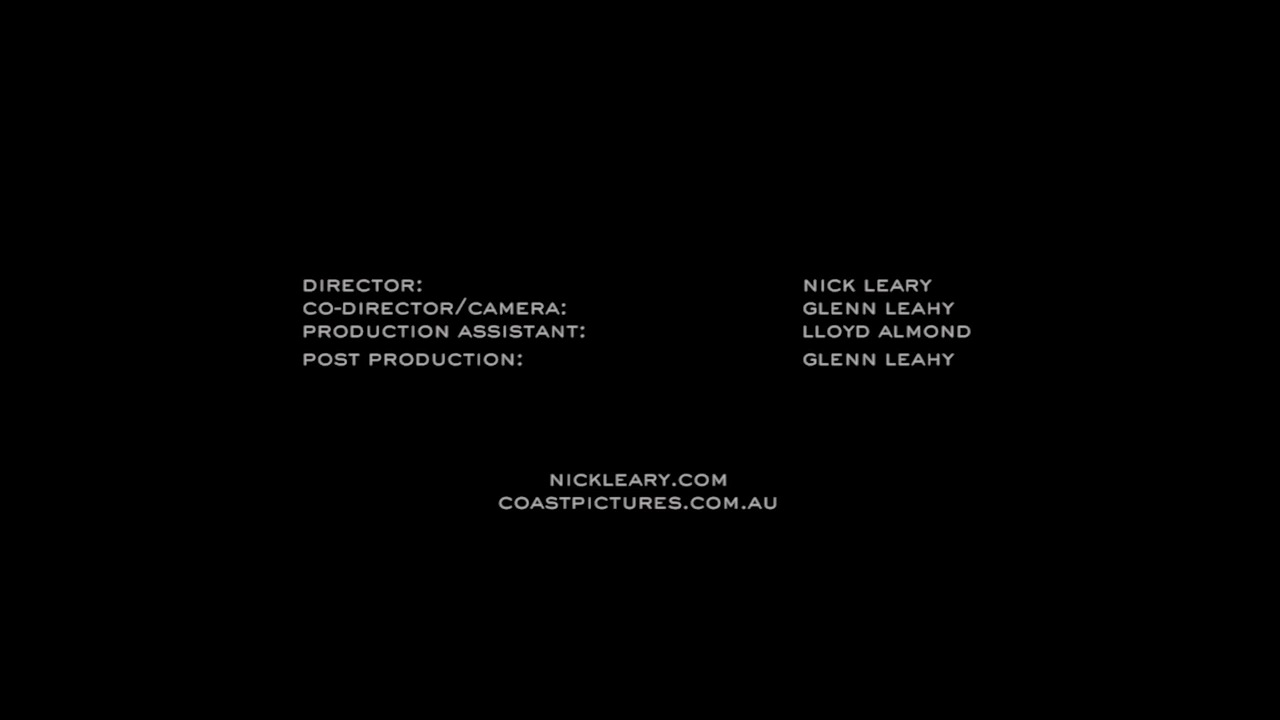 DIRECTOR: NICK LEARY
CO-DIRECTOR/CAMERA: GLENN LEAHY
PRODUCTION ASSISTANT: LLOYD ALMOND
POST PRODUCTION: GLENN LEAHY
NICKLEARY.COM
COASTPICTURES.COM.AU